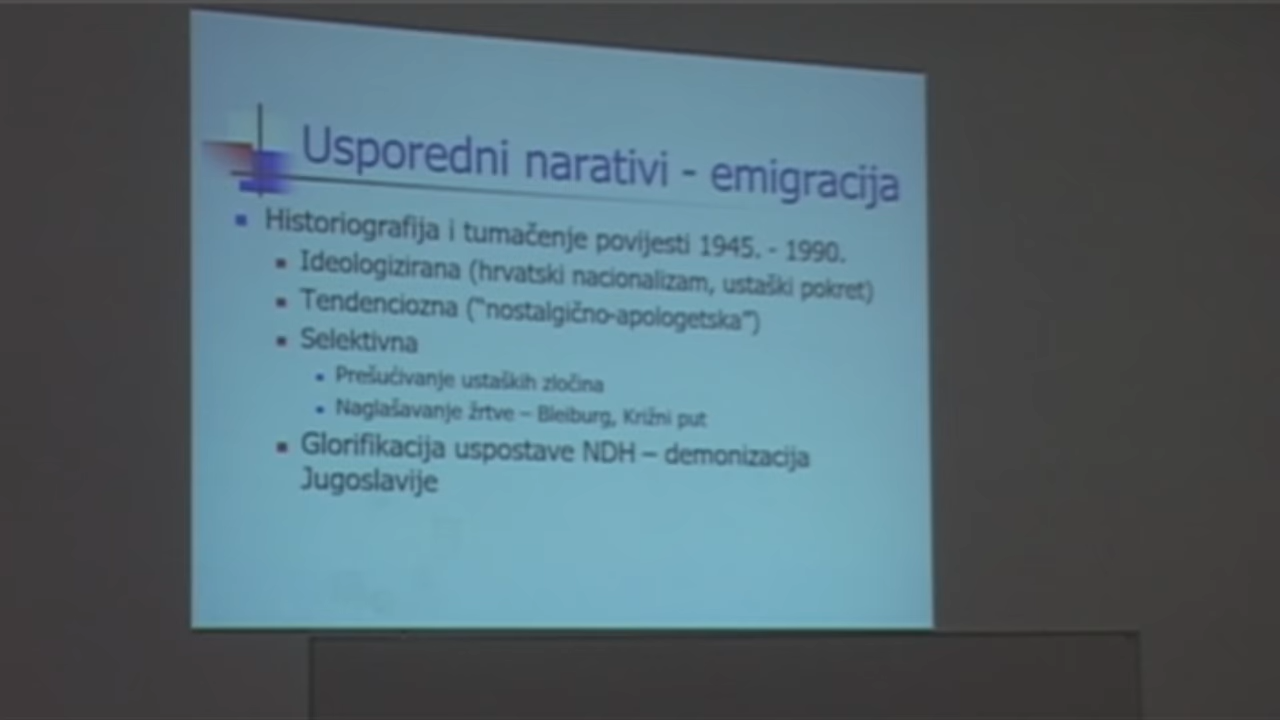 Usporedni narativi - emigracija
Historiografija i tumačenje povijesti 1945. - 1990.
Ideologizirana (hrvatski nacionalizam, ustaški pokret)
Tendenciozna ("nostalgično-apologetska")
Selektivna
Prešućivanje ustaških zločina
Naglašavanje žrtve – Bleiburg, Križni put
Glorifikacija uspostave NDH – demonizacija
Jugoslavije